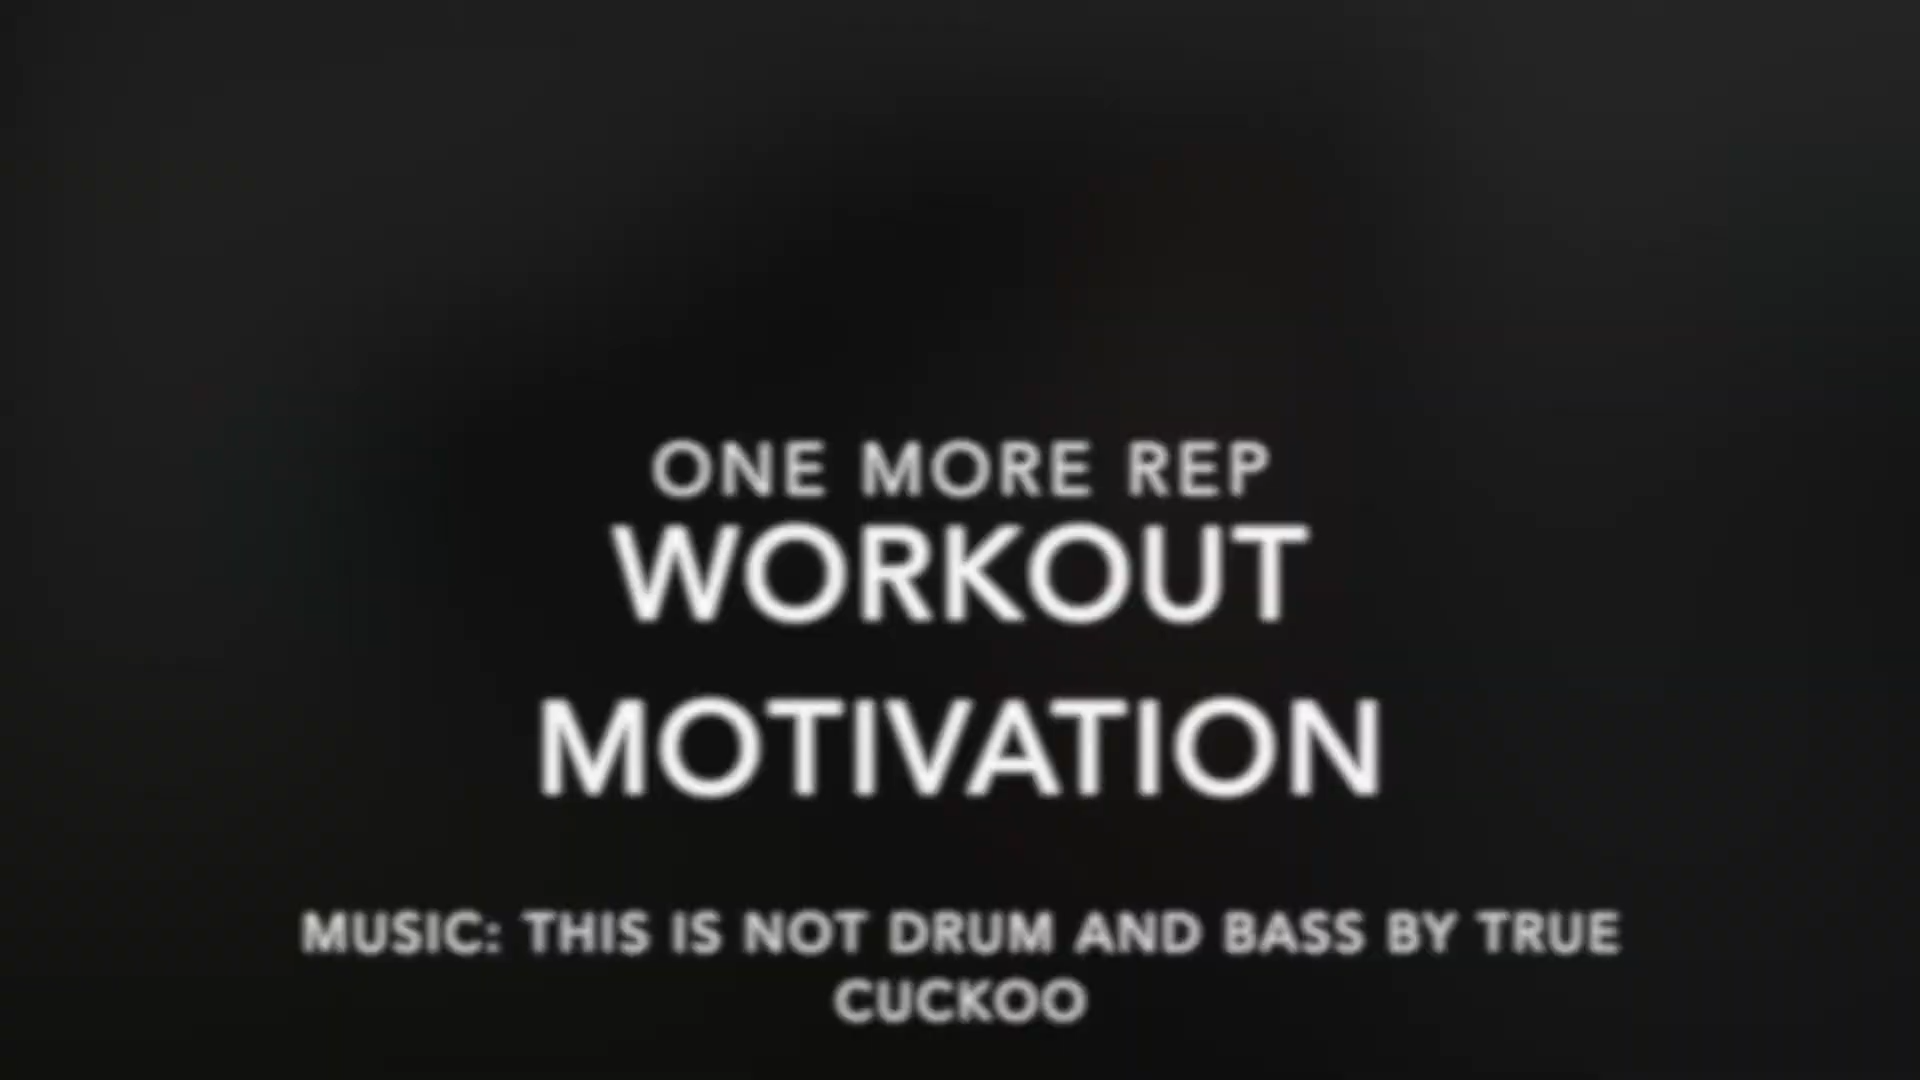 ONE MORE REP
WORKOUT
MOTIVATION
MUSIC: THIS IS NOT DRUM AND BASS BY TRUE
CUCKOO